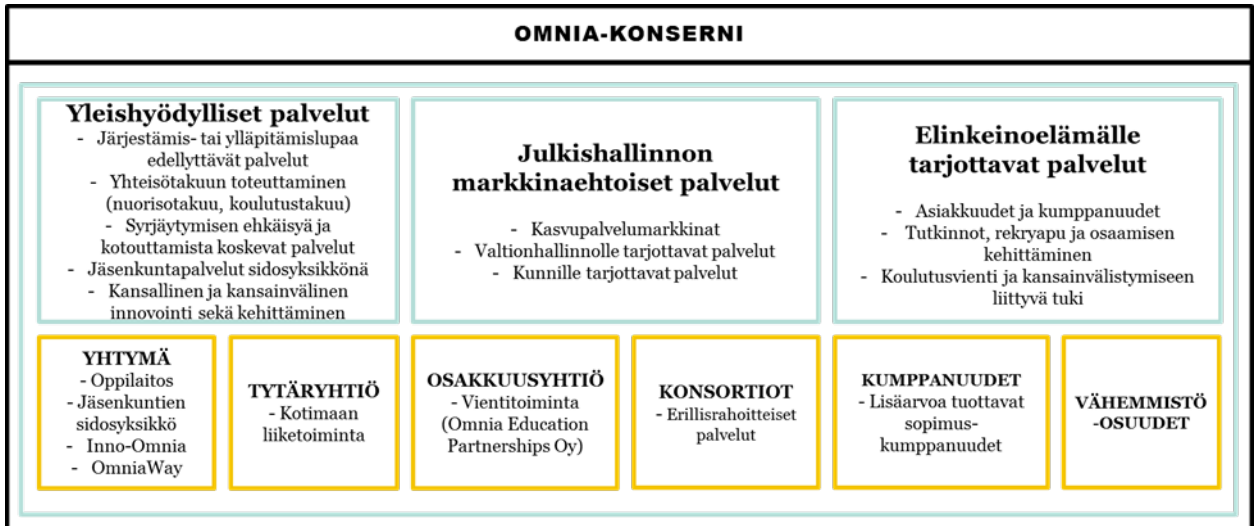 OMNIA-KONSERNI
Yleishyödylliset palvelut
- Järjestämis- tai ylläpitämislupaa
edellyttävät palvelut
- Yhteisötakuun toteuttaminen
(nuorisotakuu, koulutustakuu)
- Syrjäytymisen ehkäisyä ja
kotouttamista koskevat palvelut
- Jäsenkuntapalvelut sidosyksikkönä
- Kansallinen ja kansainvälinen
innovointi sekä kehittäminen
Julkishallinnon
markkinaehtoiset palvelut
- Kasvupalvelumarkkinat
- Valtionhallinnolle tarjottavat palvelut
- Kunnille tarjottavat palvelut
Elinkeinoelämälle
tarjottavat palvelut
- Asiakkuudet ja kumppanuudet
- Tutkinnot, rekryapu ja osaamisen
kehittäminen
- Koulutusvienti ja kansainvälistymiseen
liittyvä tuki
YHTYMÄ
- Oppilaitos
- Jäsenkuntien
sidosyksikkö
- Inno-Omnia
- OmniaWay
TYTÄRYHTIÖ
- Kotimaan
liiketoiminta
OSAKKUUSYHTIÖ
- Vientitoiminta
(Omnia Education
Partnerships Oy)
KONSORTIOT
- Erillisrahoitteiset
palvelut
KUMPPANUUDET
- Lisäarvoa tuottavat
sopimus-
kumppanuudet
VÄHEMMISTÖ
-OSUUDET